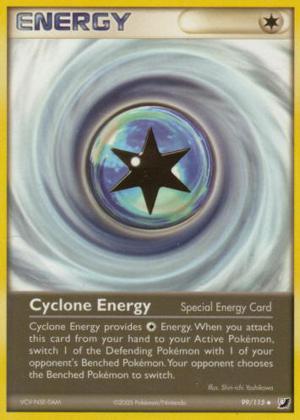 ENERGY
Cyclone Energy Special Energy Card
Cyclone Energy provides Energy. When you attach this
card from your hand to your Active Pokémon,
switch 1 of the Defending Pokémon with 1 of your
opponent's Benched Pokémon. Your opponent chooses
the Benched Pokémon to switch.
Illus. Shin-ichi Yoshikawa
©2005 Pokémon/Nintendo 99/115